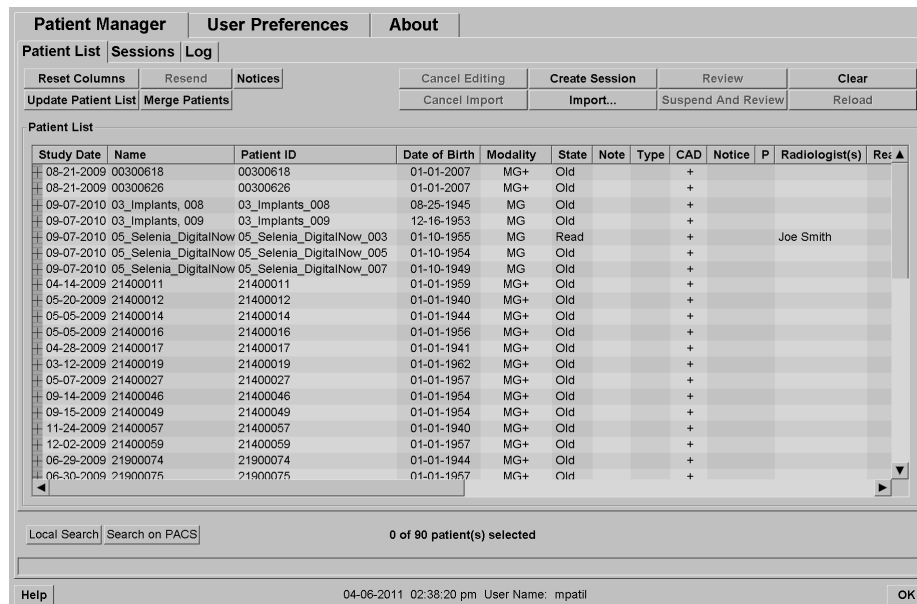 Patient Manager User Preferences About
Patient List Sessions Log
Reset Columns Resend Notices Cancel Editing Create Session Review Clear
Update Patient List Merge Patients Cancel Import Import... Suspend And Review Reload
Patient List
Study Date Name Patient ID Date of Birth Modality State Note Type CAD Notice P Radiologist(s)
08-21-2009 00300618 00300618 01-01-2007 MG+ Old +
08-21-2009 00300626 00300626 01-01-2007 MG+ Old +
09-07-2010 03_Implants, 008 03_Implants_008 08-25-1945 MG Old +
09-07-2010 03_Implants, 009 03_Implants_009 12-16-1953 MG Old +
09-07-2010 05_Selenia_DigitalNow 05_Selenia_DigitalNow_003 01-10-1955 MG Read + Joe Smith
09-07-2010 05_Selenia_DigitalNow 05_Selenia_DigitalNow_005 01-10-1954 MG Old +
09-07-2010 05_Selenia_DigitalNow 05_Selenia_DigitalNow_007 01-10-1949 MG Old +
04-14-2009 21400011 21400011 01-01-1959 MG+ Old +
05-20-2009 21400012 21400012 01-01-1940 MG+ Old +
05-05-2009 21400014 21400014 01-01-1944 MG+ Old +
05-05-2009 21400016 21400016 01-01-1956 MG+ Old +
04-28-2009 21400017 21400017 01-01-1941 MG+ Old +
03-12-2009 21400019 21400019 01-01-1962 MG+ Old +
05-07-2009 21400027 21400027 01-01-1957 MG+ Old +
09-14-2009 21400046 21400046 01-01-1954 MG+ Old +
09-15-2009 21400049 21400049 01-01-1954 MG+ Old +
11-24-2009 21400057 21400057 01-01-1940 MG+ Old +
12-02-2009 21400059 21400059 01-01-1957 MG+ Old +
06-29-2009 21900074 21900074 01-01-1944 MG+ Old +
06-30-2009 21900075 21900075 01-01-1957 MG+ Old +
Local Search Search on PACS 0 of 90 patient(s) selected
Help 04-06-2011 02:38:20 pm User Name: mpatil OK